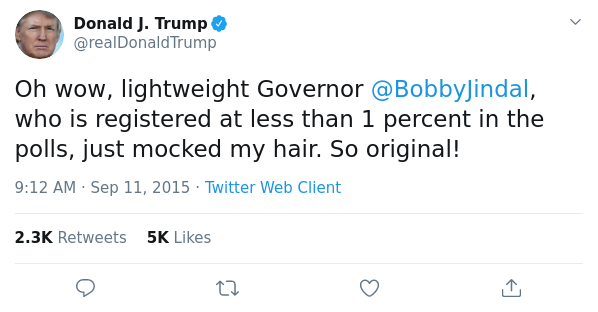 Donald J. Trump
@realDonaldTrump
Oh wow, lightweight Governor @BobbyJindal,
who is registered at less than 1 percent in the
polls, just mocked my hair. So original!
9:12 AM · Sep 11, 2015 · Twitter Web Client
2.3K Retweets 5K Likes